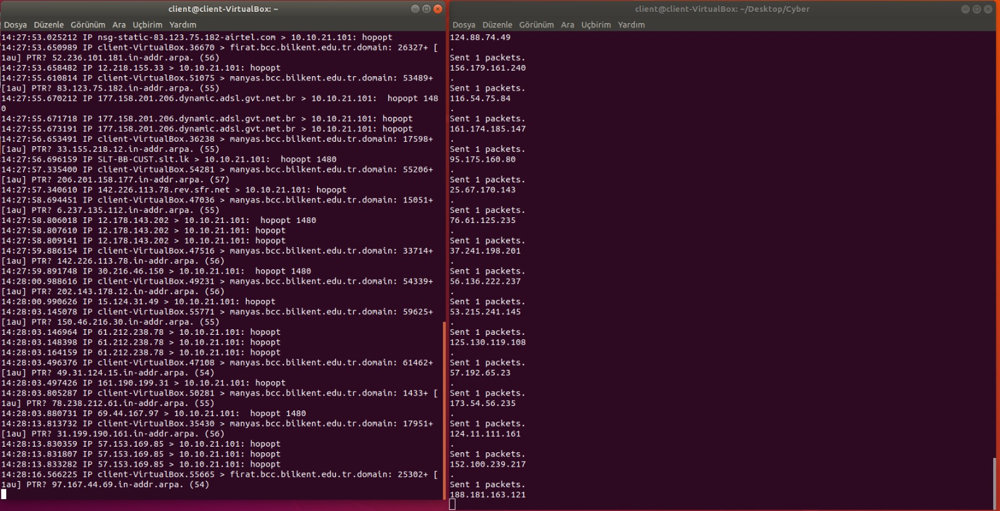 client@client-VirtualBox: ~
Dosya Düzenle Görünüm Ara Uçbirim Yardım
14:27:53.025212 IP nsg-static-83.123.75.182-airtel.com > 10.10.21.101: hopopt
14:27:53.650989 IP client-VirtualBox.36670 > firat.bcc.bilkent.edu.tr.domain: 26327+ [
1au] PTR? 52.236.101.181.in-addr.arpa. (56)
14:27:53.658482 IP 12.218.155.33 > 10.10.21.101: hopopt
14:27:55.610814 IP client-VirtualBox.51075 > manyas.bcc.bilkent.edu.tr.domain: 53489+
[1au] PTR? 83.123.75.182.in-addr.arpa. (55)
14:27:55.670212 IP 177.158.201.206.dynamic.adsl.gvt.net.br > 10.10.21.101:  hopopt 148
0
14:27:55.671718 IP 177.158.201.206.dynamic.adsl.gvt.net.br > 10.10.21.101: hopopt
14:27:55.673191 IP 177.158.201.206.dynamic.adsl.gvt.net.br > 10.10.21.101: hopopt
14:27:56.653491 IP client-VirtualBox.36238 > manyas.bcc.bilkent.edu.tr.domain: 17598+
[1au] PTR? 33.155.218.12.in-addr.arpa. (55)
14:27:56.696159 IP SLT-BB-CUST.slt.lk > 10.10.21.101:  hopopt 1480
14:27:57.335400 IP client-VirtualBox.54281 > manyas.bcc.bilkent.edu.tr.domain: 55206+
[1au] PTR? 206.201.158.177.in-addr.arpa. (57)
14:27:57.340610 IP 142.226.113.78.rev.sfr.net > 10.10.21.101: hopopt
14:27:58.694451 IP client-VirtualBox.47036 > manyas.bcc.bilkent.edu.tr.domain: 15051+
[1au] PTR? 6.237.135.112.in-addr.arpa. (55)
14:27:58.806018 IP 12.178.143.202 > 10.10.21.101:  hopopt 1480
14:27:58.807610 IP 12.178.143.202 > 10.10.21.101: hopopt
14:27:58.809141 IP 12.178.143.202 > 10.10.21.101: hopopt
14:27:59.886154 IP client-VirtualBox.47516 > manyas.bcc.bilkent.edu.tr.domain: 33714+
[1au] PTR? 142.226.113.78.in-addr.arpa. (56)
14:27:59.891748 IP 30.216.46.150 > 10.10.21.101:  hopopt 1480
14:28:00.988616 IP client-VirtualBox.49231 > manyas.bcc.bilkent.edu.tr.domain: 54339+
[1au] PTR? 202.143.178.12.in-addr.arpa. (56)
14:28:00.990626 IP 15.124.31.49 > 10.10.21.101: hopopt
14:28:03.145078 IP client-VirtualBox.55771 > manyas.bcc.bilkent.edu.tr.domain: 59625+
[1au] PTR? 150.46.216.30.in-addr.arpa. (55)
14:28:03.146964 IP 61.212.238.78 > 10.10.21.101: hopopt
14:28:03.148398 IP 61.212.238.78 > 10.10.21.101: hopopt
14:28:03.164159 IP 61.212.238.78 > 10.10.21.101: hopopt
14:28:03.496376 IP client-VirtualBox.47108 > manyas.bcc.bilkent.edu.tr.domain: 61462+
[1au] PTR? 49.31.124.15.in-addr.arpa. (54)
14:28:03.497426 IP 161.190.199.31 > 10.10.21.101: hopopt
14:28:03.805287 IP client-VirtualBox.50281 > manyas.bcc.bilkent.edu.tr.domain: 1433+ [
1au] PTR? 78.238.212.61.in-addr.arpa. (55)
14:28:03.880731 IP 69.44.167.97 > 10.10.21.101:  hopopt 1480
14:28:13.813732 IP client-VirtualBox.35430 > manyas.bcc.bilkent.edu.tr.domain: 17951+
[1au] PTR? 31.199.190.161.in-addr.arpa. (56)
14:28:13.830359 IP 57.153.169.85 > 10.10.21.101: hopopt
14:28:13.831807 IP 57.153.169.85 > 10.10.21.101: hopopt
14:28:13.833282 IP 57.153.169.85 > 10.10.21.101: hopopt
14:28:16.566225 IP client-VirtualBox.55665 > firat.bcc.bilkent.edu.tr.domain: 25302+ [
1au] PTR? 97.167.44.69.in-addr.arpa. (54)
client@client-VirtualBox: ~/Desktop/Cyber
Dosya Düzenle Görünüm Ara Uçbirim Yardım
124.88.74.49
.
Sent 1 packets.
156.179.161.240
.
Sent 1 packets.
116.54.75.84
.
Sent 1 packets.
161.174.185.147
.
Sent 1 packets.
95.175.160.80
.
Sent 1 packets.
25.67.170.143
.
Sent 1 packets.
76.61.125.235
.
Sent 1 packets.
37.241.198.201
.
Sent 1 packets.
56.136.222.237
.
Sent 1 packets.
53.215.241.145
.
Sent 1 packets.
125.130.119.108
.
Sent 1 packets.
57.192.65.23
.
Sent 1 packets.
173.54.56.235
.
Sent 1 packets.
124.11.111.161
.
Sent 1 packets.
152.100.239.217
.
Sent 1 packets.
188.181.163.121